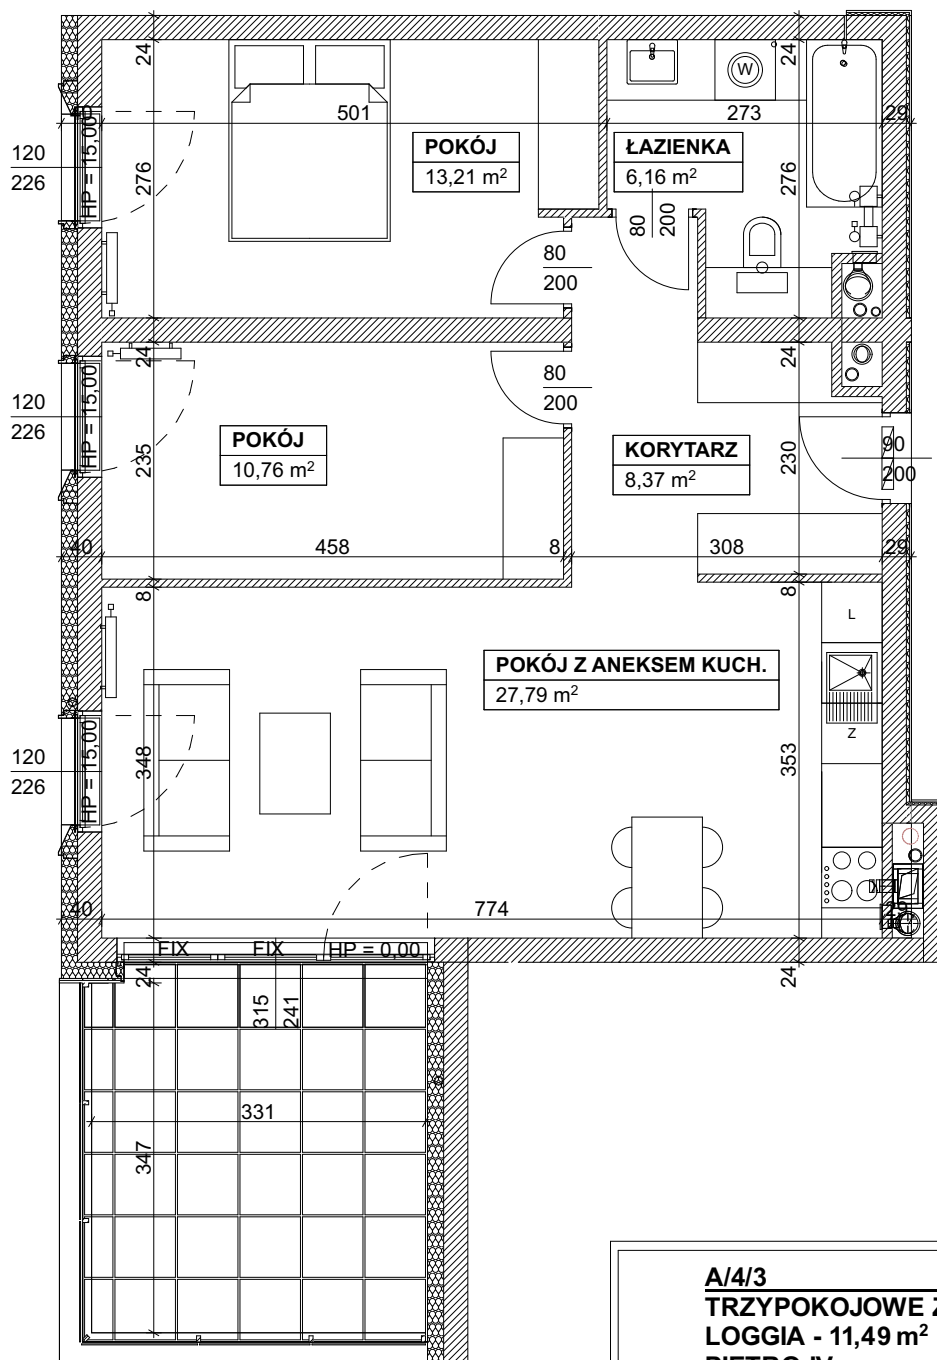 24
24
40
501
273
29
120
226
HP = 15,00
276
POKÓJ
13,21 m²
ŁAZIENKA
6,16 m²
W
276
80
200
80
200
24
24
80
200
120
226
HP = 15,00
235
POKÓJ
10,76 m²
KORYTARZ
8,37 m²
230
90
200
40
458
8
308
29
8
8
L
POKÓJ Z ANEKSEM KUCH.
27,79 m²
Z
120
226
HP = 15,00
348
353
40
774
29
FIX
FIX
HP = 0,00
24
24
315
241
331
347
A/4/3
TRZYPOKOJOWE
LOGGIA - 11,49 m²